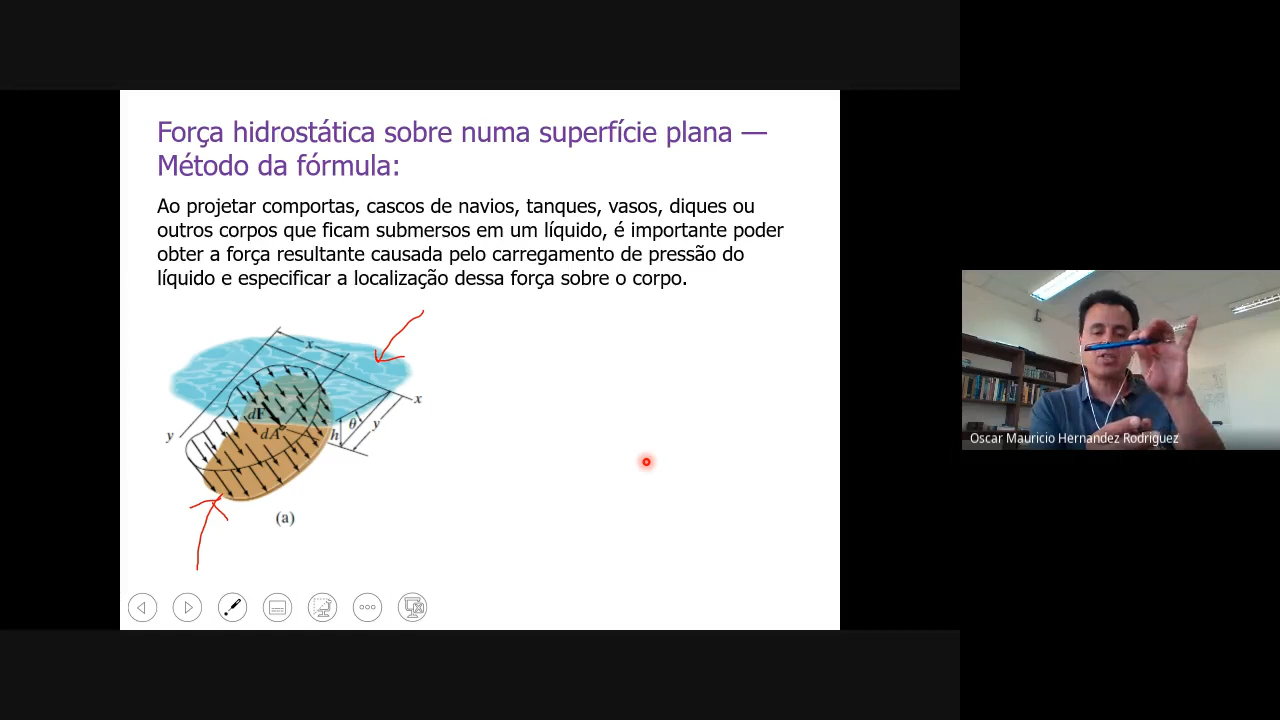 Força hidrostática sobre numa superfície plana —
Método da fórmula:
Ao projetar comportas, cascos de navios, tanques, vasos, diques ou
outros corpos que ficam submersos em um líquido, é importante poder
obter a força resultante causada pelo carregamento de pressão do
líquido e especificar a localização dessa força sobre o corpo.
x
x
y
dF
dA
h
θ
y
(a)
Oscar Mauricio Hernandez Rodriguez